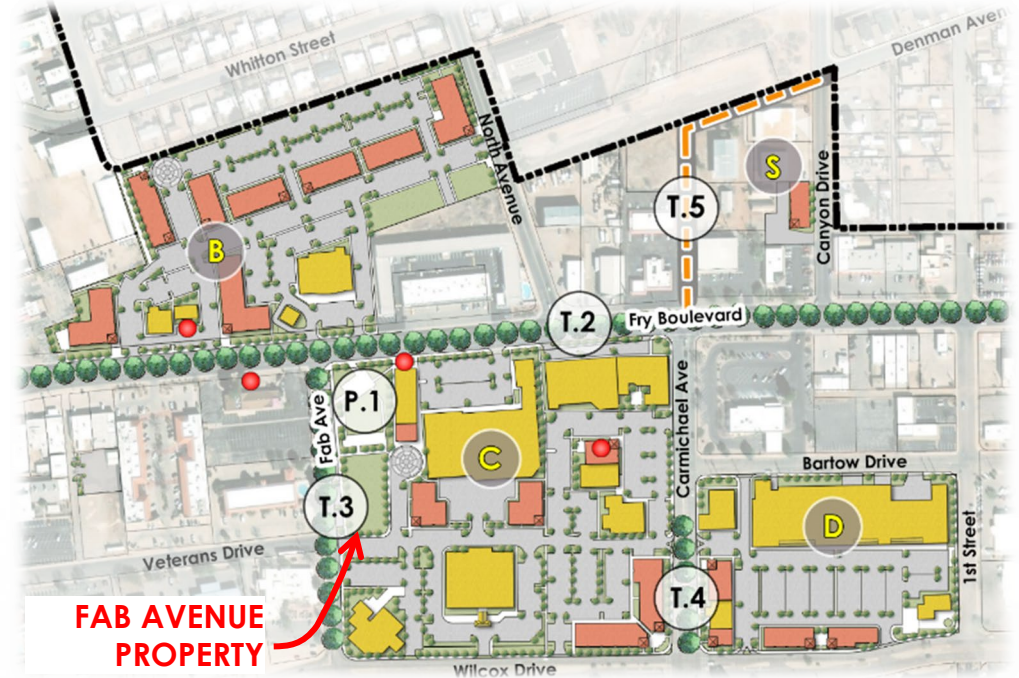 Whitton Street
Denman Aven
North Avenue
S
Canyon Drive
T.5
B
T.2
Fry Boulevard
P.1
Fab Ave
Carmichael Ave
C
Bartow Drive
T.3
D
Veterans Drive
1st Street
T.4
FAB AVENUE
PROPERTY
Wilcox Drive